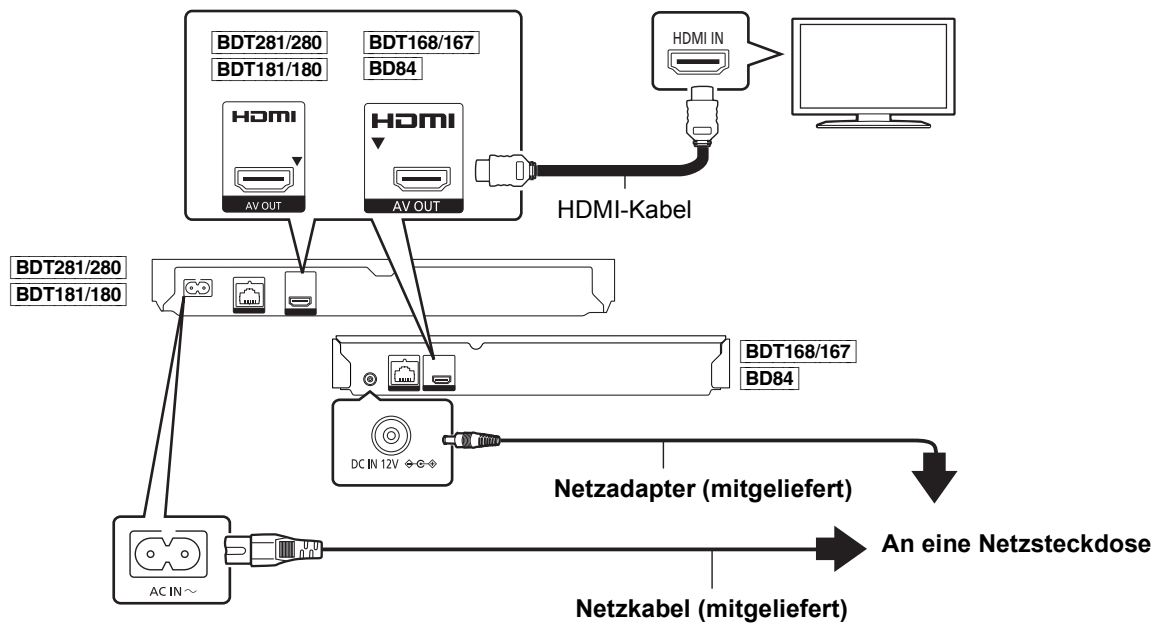 BDT281/280
BDT181/180
BDT168/167
BD84
HDMI
AV OUT
HDMI
AV OUT
HDMI IN
HDMI-Kabel
BDT281/280
BDT181/180
BDT168/167
BD84
DC IN 12V
Netzadapter (mitgeliefert)
An eine Netzsteckdose
AC IN ~
Netzkabel (mitgeliefert)